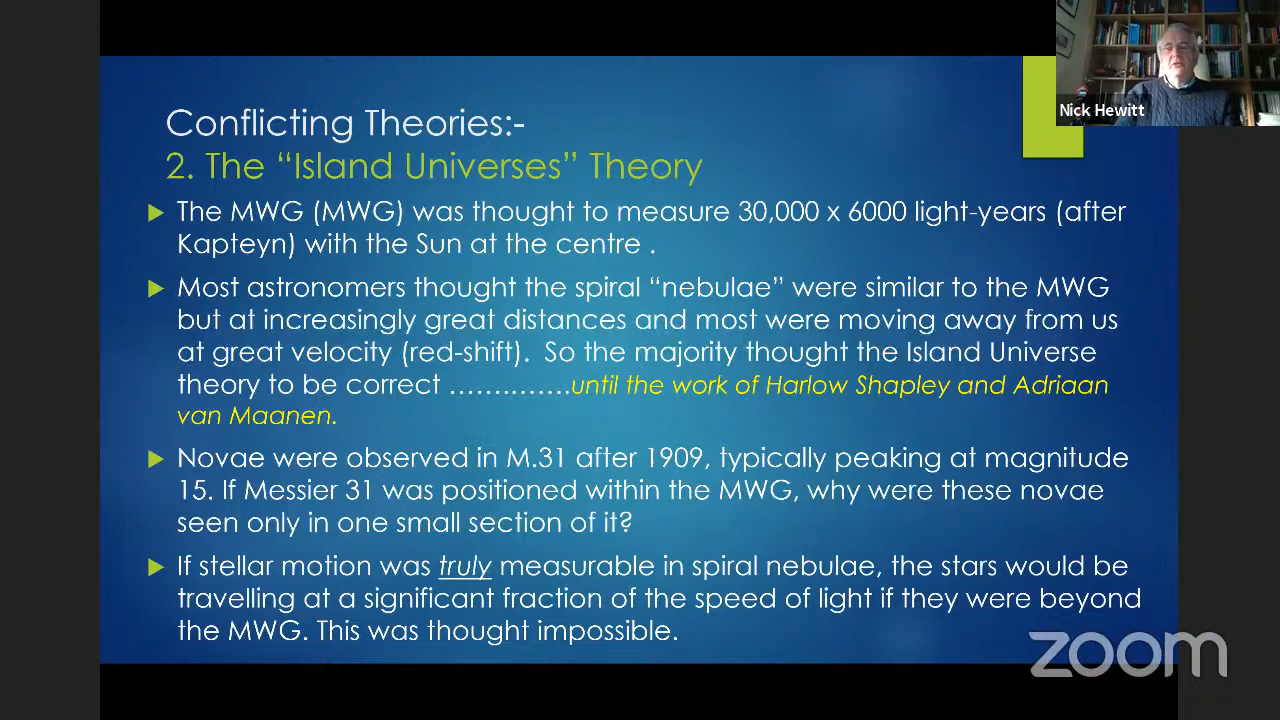 Conflicting Theories:-
2. The “Island Universes” Theory
The MWG (MWG) was thought to measure 30,000 x 6000 light-years (after
Kapteyn) with the Sun at the centre .
Most astronomers thought the spiral “nebulae” were similar to the MWG
but at increasingly great distances and most were moving away from us
at great velocity (red-shift).  So the majority thought the Island Universe
theory to be correct …………..until the work of Harlow Shapley and Adriaan
van Maanen.
Novae were observed in M.31 after 1909, typically peaking at magnitude
15. If Messier 31 was positioned within the MWG, why were these novae
seen only in one small section of it?
If stellar motion was truly measurable in spiral nebulae, the stars would be
travelling at a significant fraction of the speed of light if they were beyond
the MWG. This was thought impossible.
Nick Hewitt
zoom